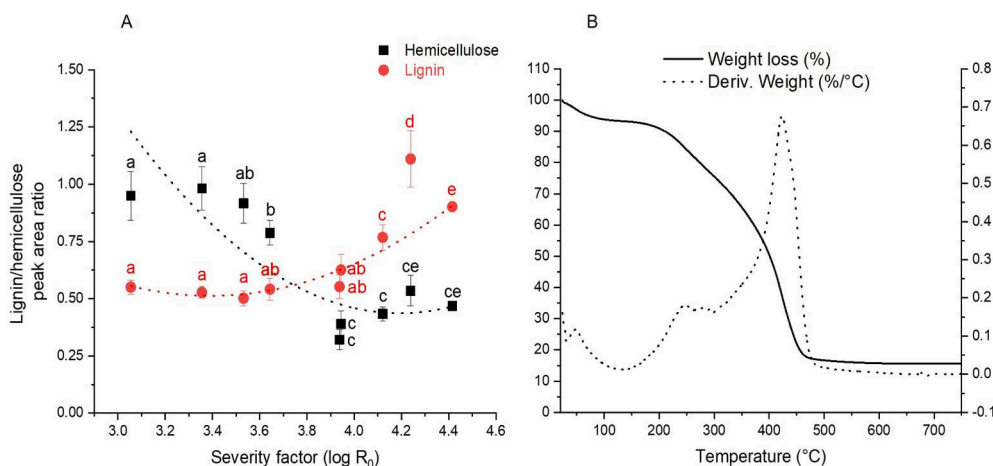 A
Hemicellulose
Lignin
1.50
1.25
1.00
0.75
0.50
0.25
0.00
Lignin/hemicellulose
peak area ratio
a
a
ab
b
c
c
c
ce
ce
a
a
a
ab
ab
ab
c
d
e
3.0 3.2 3.4 3.6 3.8 4.0 4.2 4.4 4.6
Severity factor (log R0)
B
Weight loss (%)
Deriv. Weight (%/°C)
110
100
90
80
70
60
50
40
30
20
10
0
0.8
0.7
0.6
0.5
0.4
0.3
0.2
0.1
0.0
-0.1
100 200 300 400 500 600 700
Temperature (°C)